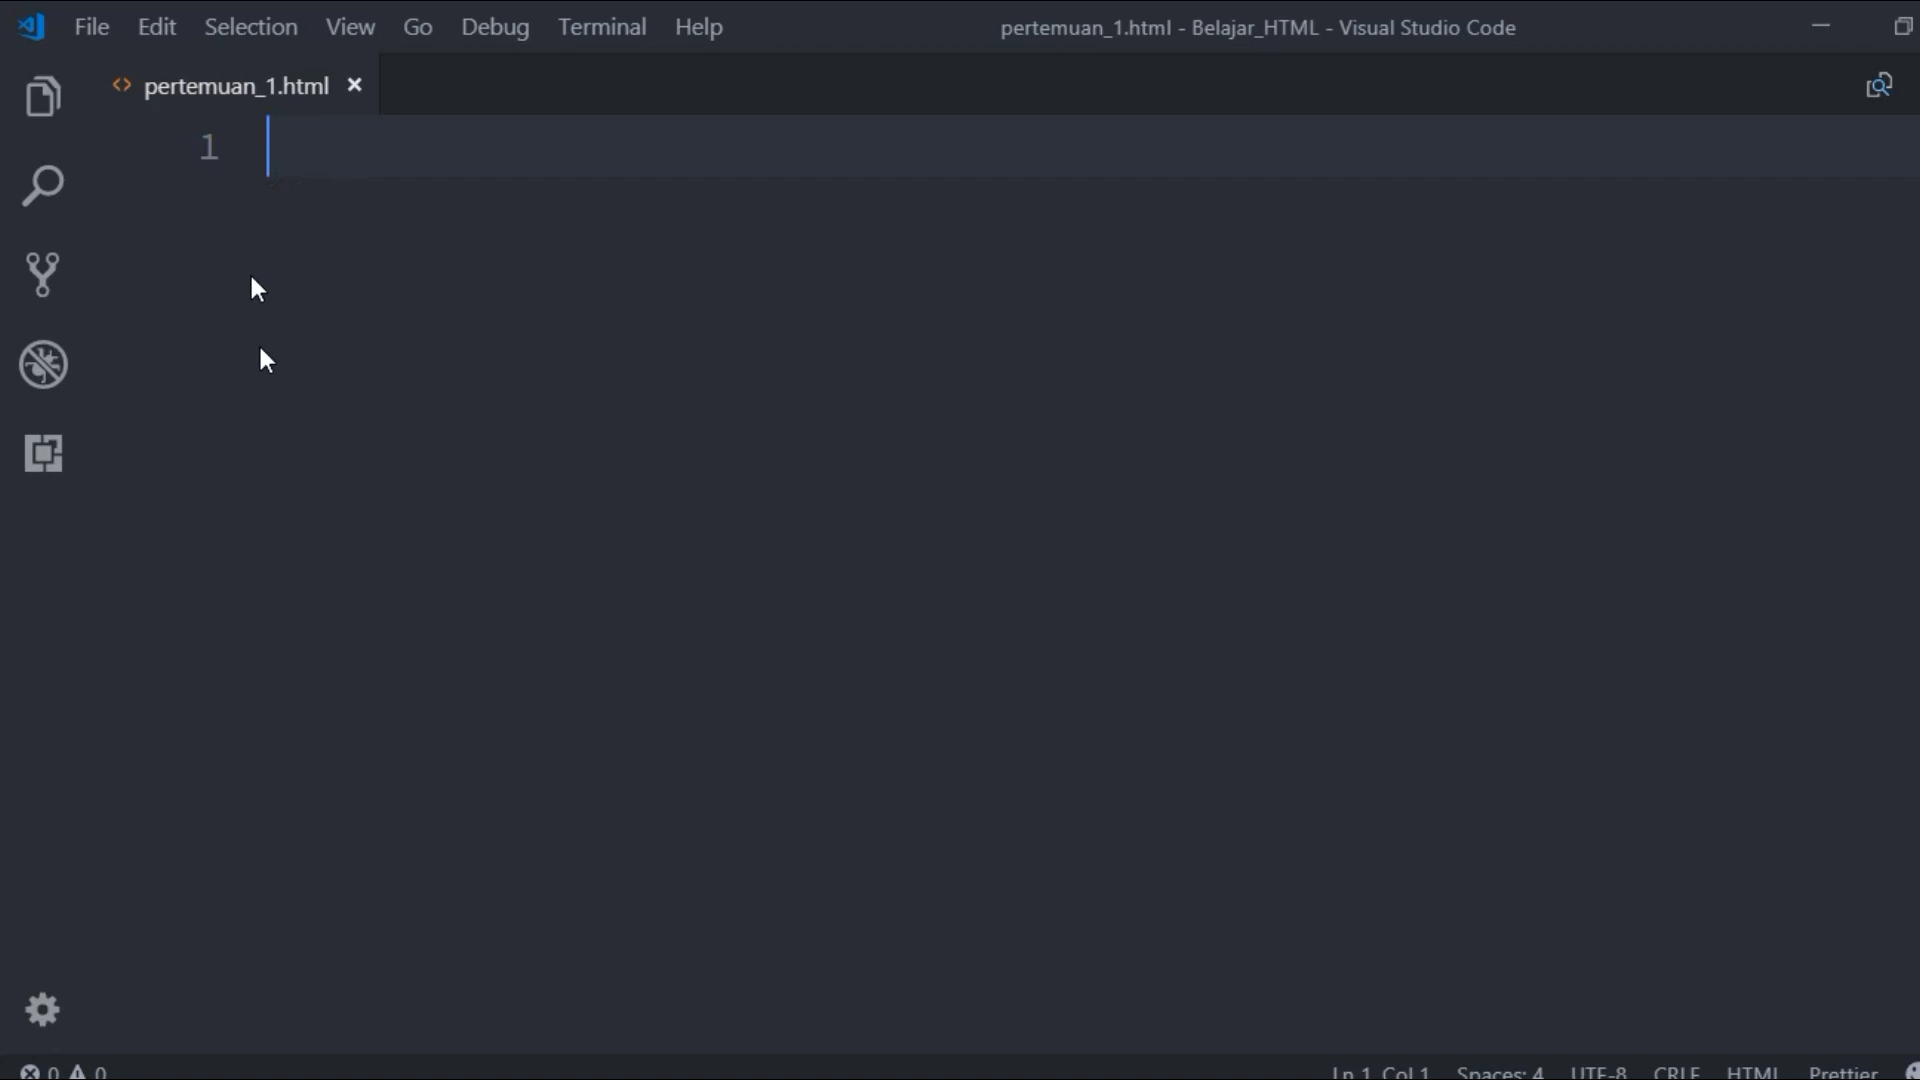 File Edit Selection View Go Debug Terminal Help pertemuan_1.html - Belajar_HTML - Visual Studio Code
<> pertemuan_1.html ×
1
0 0 Ln 1, Col 1 Spaces: 4 UTF-8 CRLF HTML Prettier